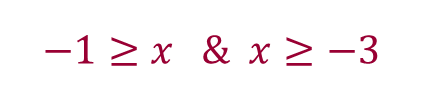 −1 ≥ x & x ≥ −3